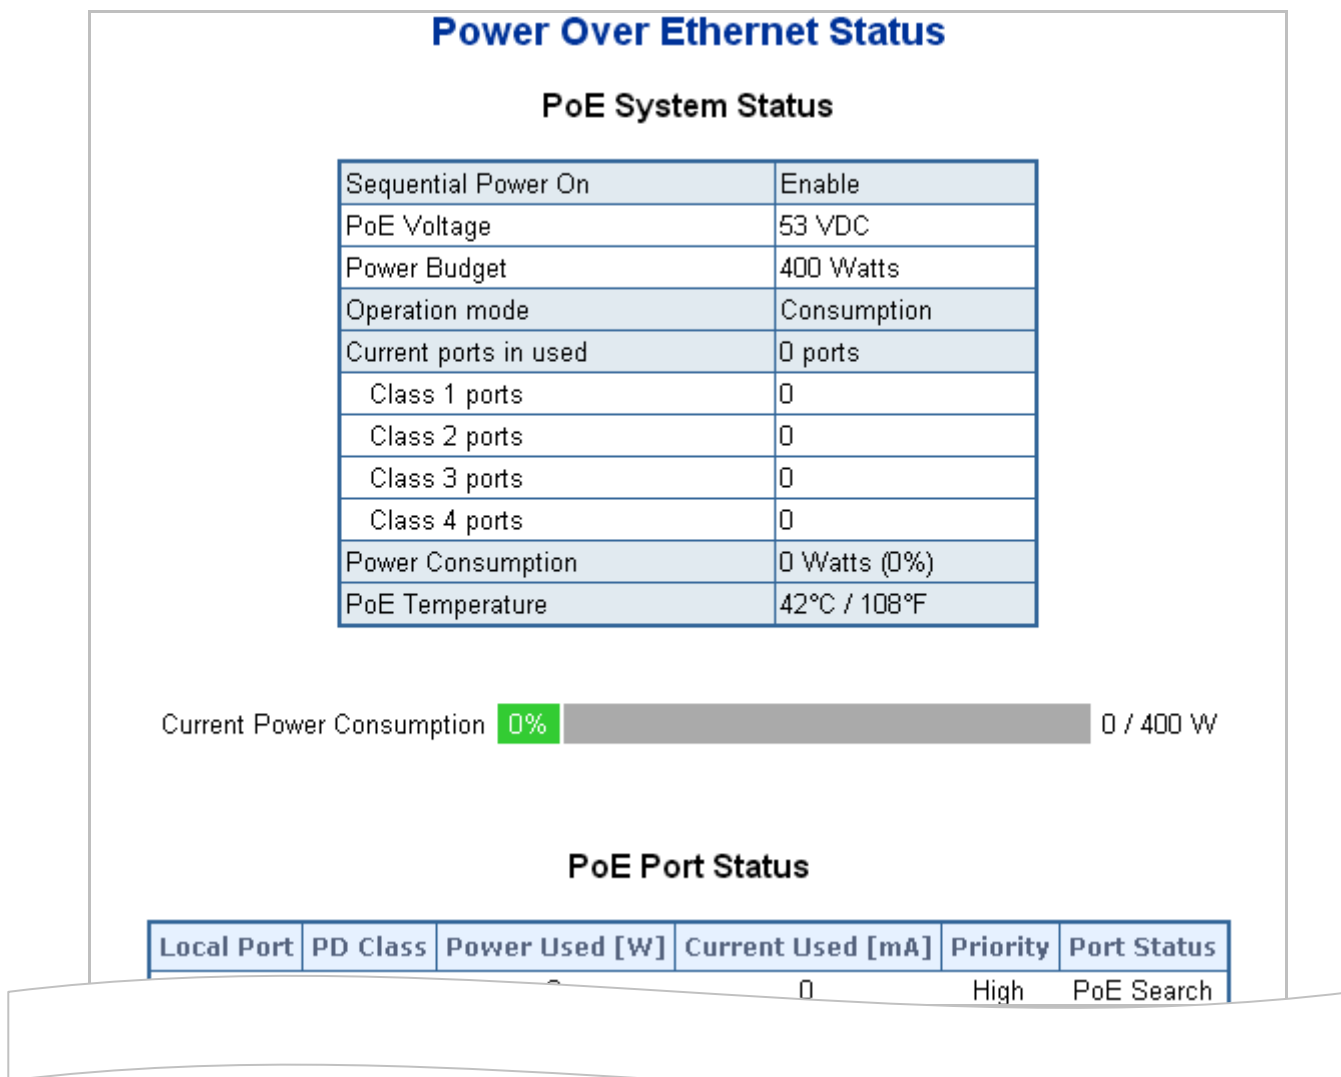 Power Over Ethernet Status
PoE System Status
Sequential Power On Enable
PoE Voltage 53 VDC
Power Budget 400 Watts
Operation mode Consumption
Current ports in used 0 ports
Class 1 ports 0
Class 2 ports 0
Class 3 ports 0
Class 4 ports 0
Power Consumption 0 Watts (0%)
PoE Temperature 42°C / 108°F
Current Power Consumption 0% 0 / 400 W
PoE Port Status
Local Port PD Class Power Used [W] Current Used [mA] Priority Port Status
0 High PoE Search